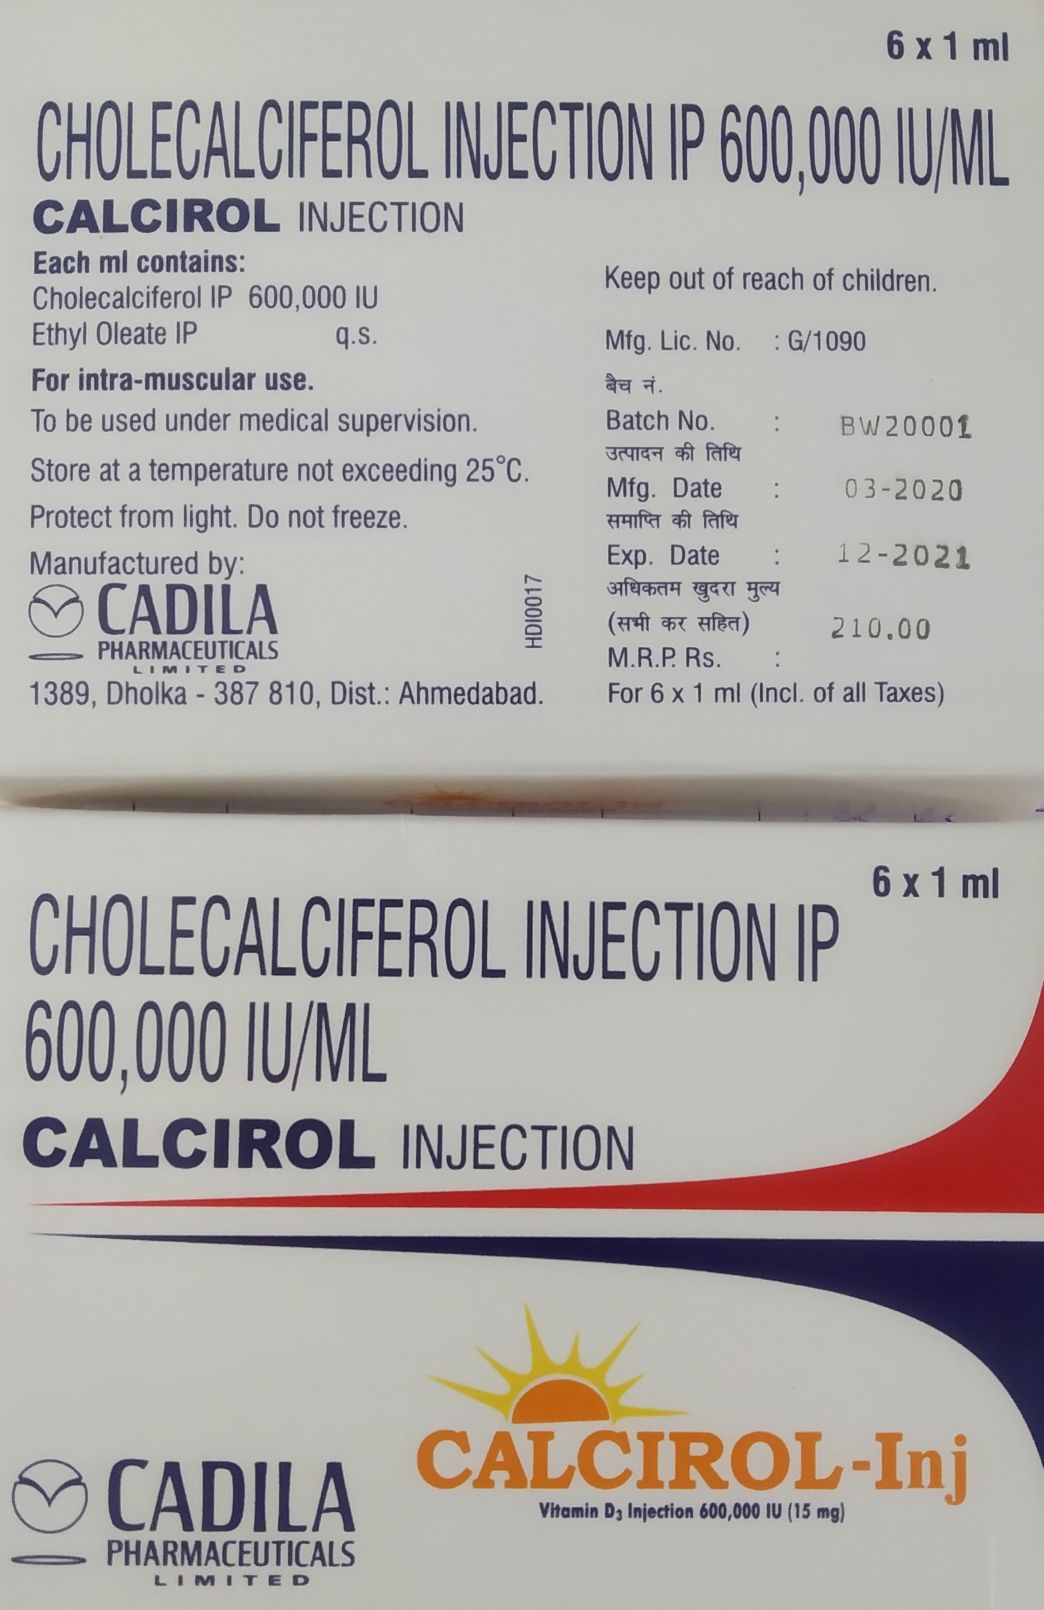 6 x 1 ml
CHOLECALCIFEROL INJECTION IP 600,000 IU/ML
CALCIROL INJECTION
Each ml contains:
Cholecalciferol IP 600,000 IU
Ethyl Oleate IP q.s.
For intra-muscular use.
To be used under medical supervision.
Store at a temperature not exceeding 25°C.
Protect from light. Do not freeze.
Manufactured by:
CADILA
PHARMACEUTICALS
LIMITED
1389, Dholka - 387 810, Dist.: Ahmedabad.
HDI0017
Keep out of reach of children.
Mfg. Lic. No. : G/1090
बैच नं.
Batch No. : BW20001
उत्पादन की तिथि
Mfg. Date : 03-2020
समाप्ति की तिथि
Exp. Date : 12-2021
अधिकतम खुदरा मुल्य
(सभी कर सहित) 210.00
M.R.P. Rs. :
For 6 x 1 ml (Incl. of all Taxes)
CALCIROL-Inj
6 x 1 ml
CHOLECALCIFEROL INJECTION IP
600,000 IU/ML
CALCIROL INJECTION
CALCIROL-Inj
Vitamin D3 Injection 600,000 IU (15 mg)
CADILA
PHARMACEUTICALS
LIMITED